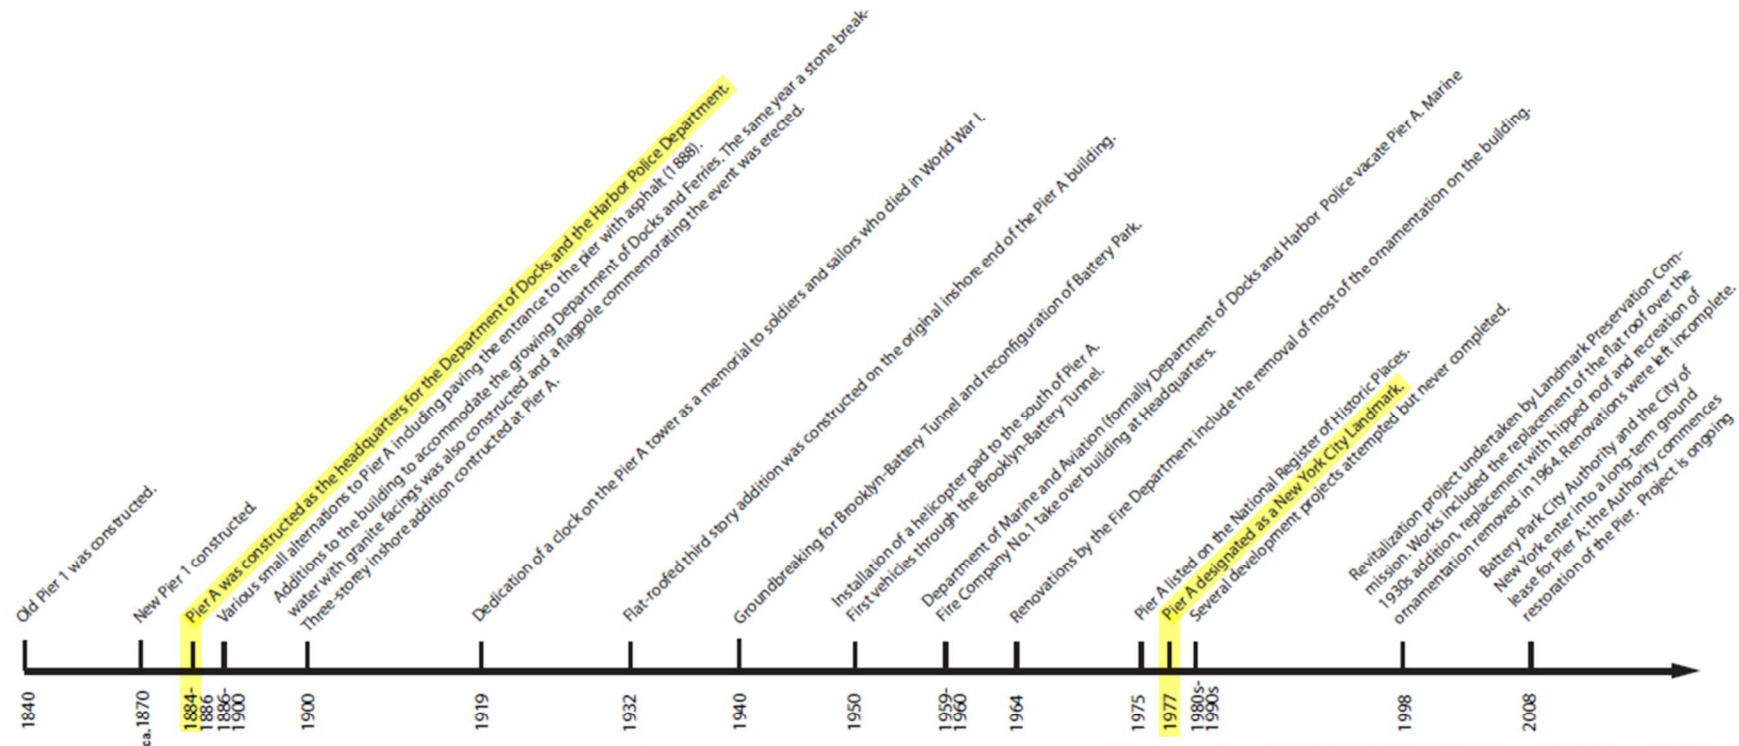 Old Pier 1 was constructed.
New Pier 1 constructed.
Pier A was constructed as the headquarters for the Department of Docks and the Harbor Police Department.
Various small alternations to Pier A including paving the entrance to the pier with asphalt (1888).
Additions to the building to accommodate the growing Department of Docks and Ferries. The same year a stone break-
water with granite facings was also constructed and a flagpole commemorating the event was erected.
Three-storey inshore addition contructed at Pier A.
Dedication of a clock on the Pier A tower as a memorial to soldiers and sailors who died in World War I.
Flat-roofed third story addition was constructed on the original inshore end of the Pier A building.
Groundbreaking for Brooklyn-Battery Tunnel and reconfiguration of Battery Park.
Installation of a helicopter pad to the south of Pier A.
First vehicles through the Brooklyn-Battery Tunnel.
Department of Marine and Aviation (formally Department of Docks and Harbor Police vacate Pier A. Marine
Fire Company No.1 take over building at Headquarters.
Renovations by the Fire Department include the removal of most of the ornamentation on the building.
Pier A listed on the National Register of Historic Places.
Pier A designated as a New York City Landmark.
Several development projects attempted but never completed.
Revitalization project undertaken by Landmark Preservation Com-
mission. Works included the replacement of the flat roof over the
1930s addition, replacement with hipped roof and recreation of
ornamentation removed in 1964. Renovations were left incomplete.
Battery Park City Authority and the City of
New York enter into a long-term ground
lease for Pier A; the Authority commences
restoration of the Pier. Project is ongoing
1840
ca. 1870
1884-
1886
1886-
1900
1900
1919
1932
1940
1950
1959-
1960
1964
1975
1977
1980s-
1990s
1998
2008